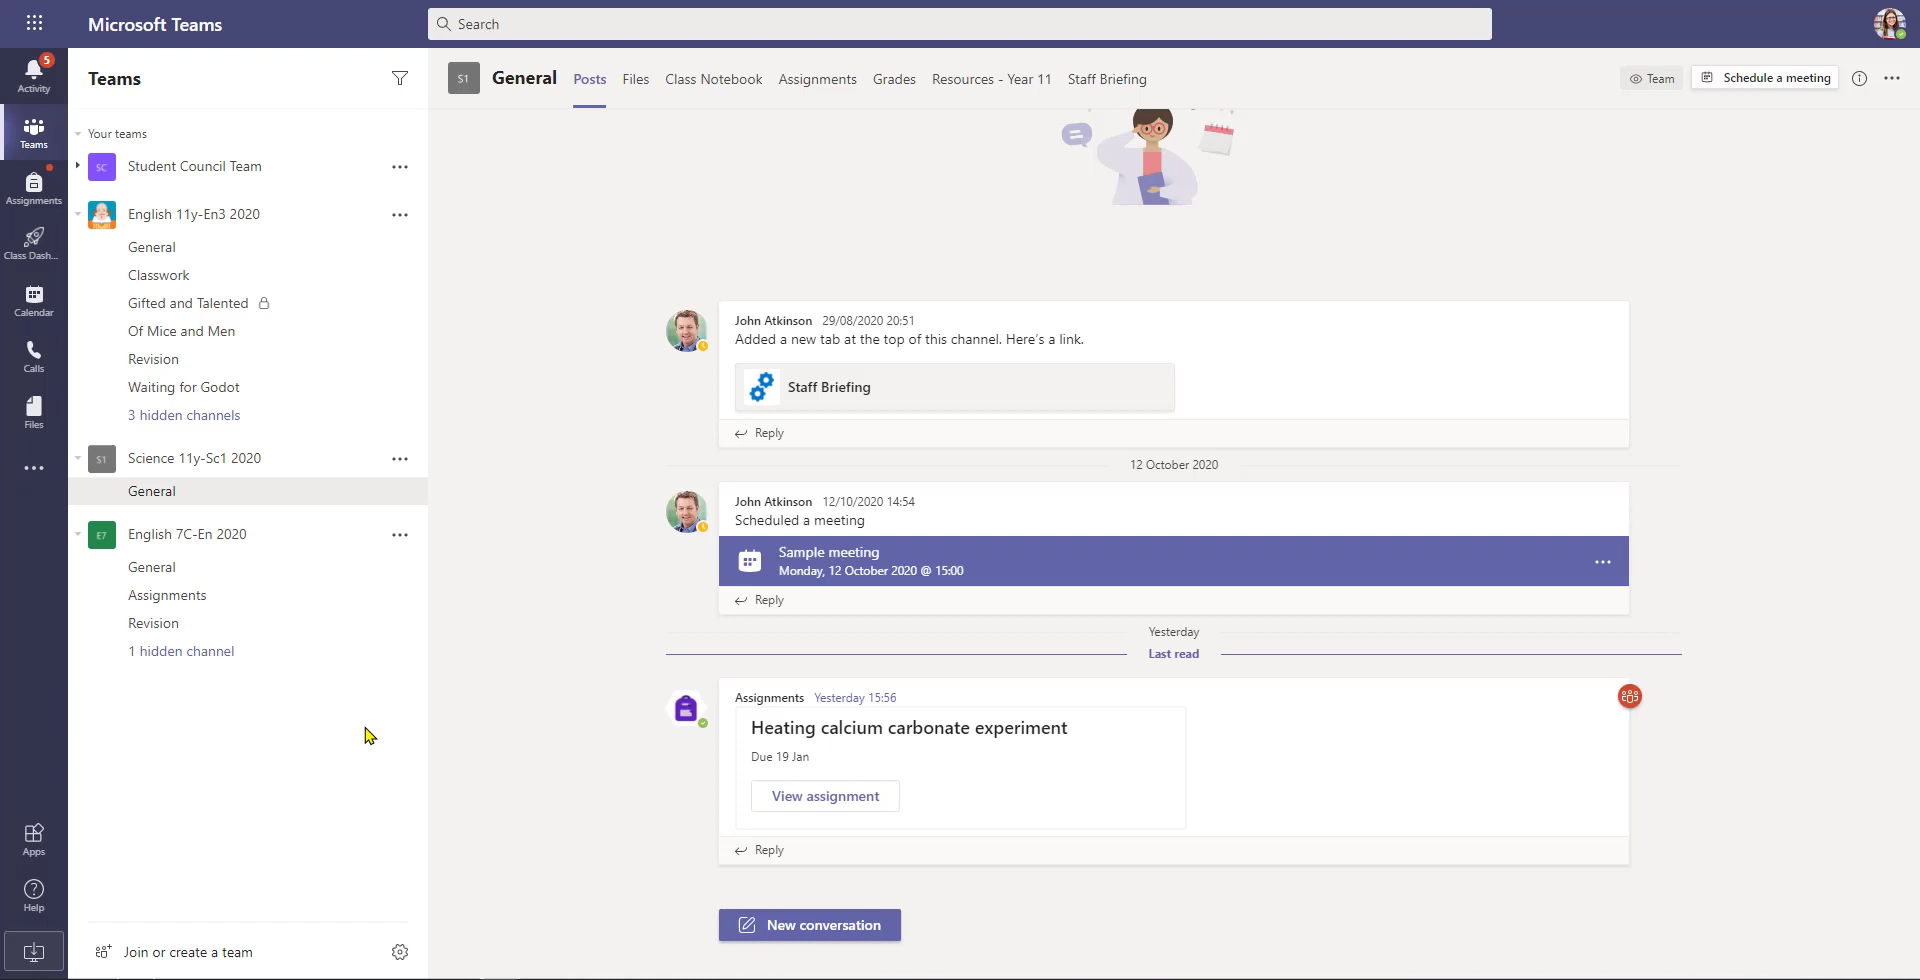 Microsoft Teams
Search
5
Activity
Teams
Assignments
Class Dash...
Calendar
Calls
Files
Apps
Help
Teams
Your teams
SC Student Council Team
English 11y-En3 2020
General
Classwork
Gifted and Talented
Of Mice and Men
Revision
Waiting for Godot
3 hidden channels
S1 Science 11y-Sc1 2020
General
E7 English 7C-En 2020
General
Assignments
Revision
1 hidden channel
Join or create a team
S1 General Posts Files Class Notebook Assignments Grades Resources - Year 11 Staff Briefing
Team Schedule a meeting
John Atkinson 29/08/2020 20:51
Added a new tab at the top of this channel. Here's a link.
Staff Briefing
Reply
12 October 2020
John Atkinson 12/10/2020 14:54
Scheduled a meeting
Sample meeting
Monday, 12 October 2020 @ 15:00
Reply
Yesterday
Last read
Assignments Yesterday 15:56
Heating calcium carbonate experiment
Due 19 Jan
View assignment
Reply
New conversation